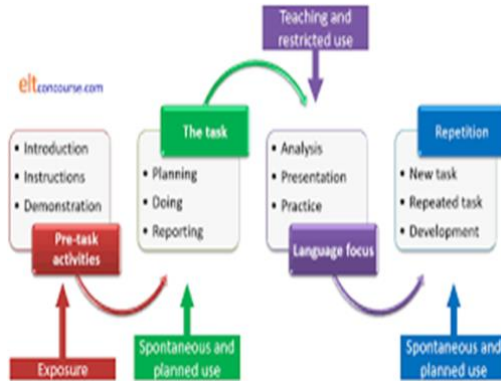 Teaching and
restricted use
eltconcourse.com
The task
Repetition
• Introduction
• Instructions
• Demonstration
• Planning
• Doing
• Reporting
• Analysis
• Presentation
• Practice
• New task
• Repeated task
• Development
Pre-task
activities
Language focus
Exposure
Spontaneous and
planned use
Spontaneous and
planned use